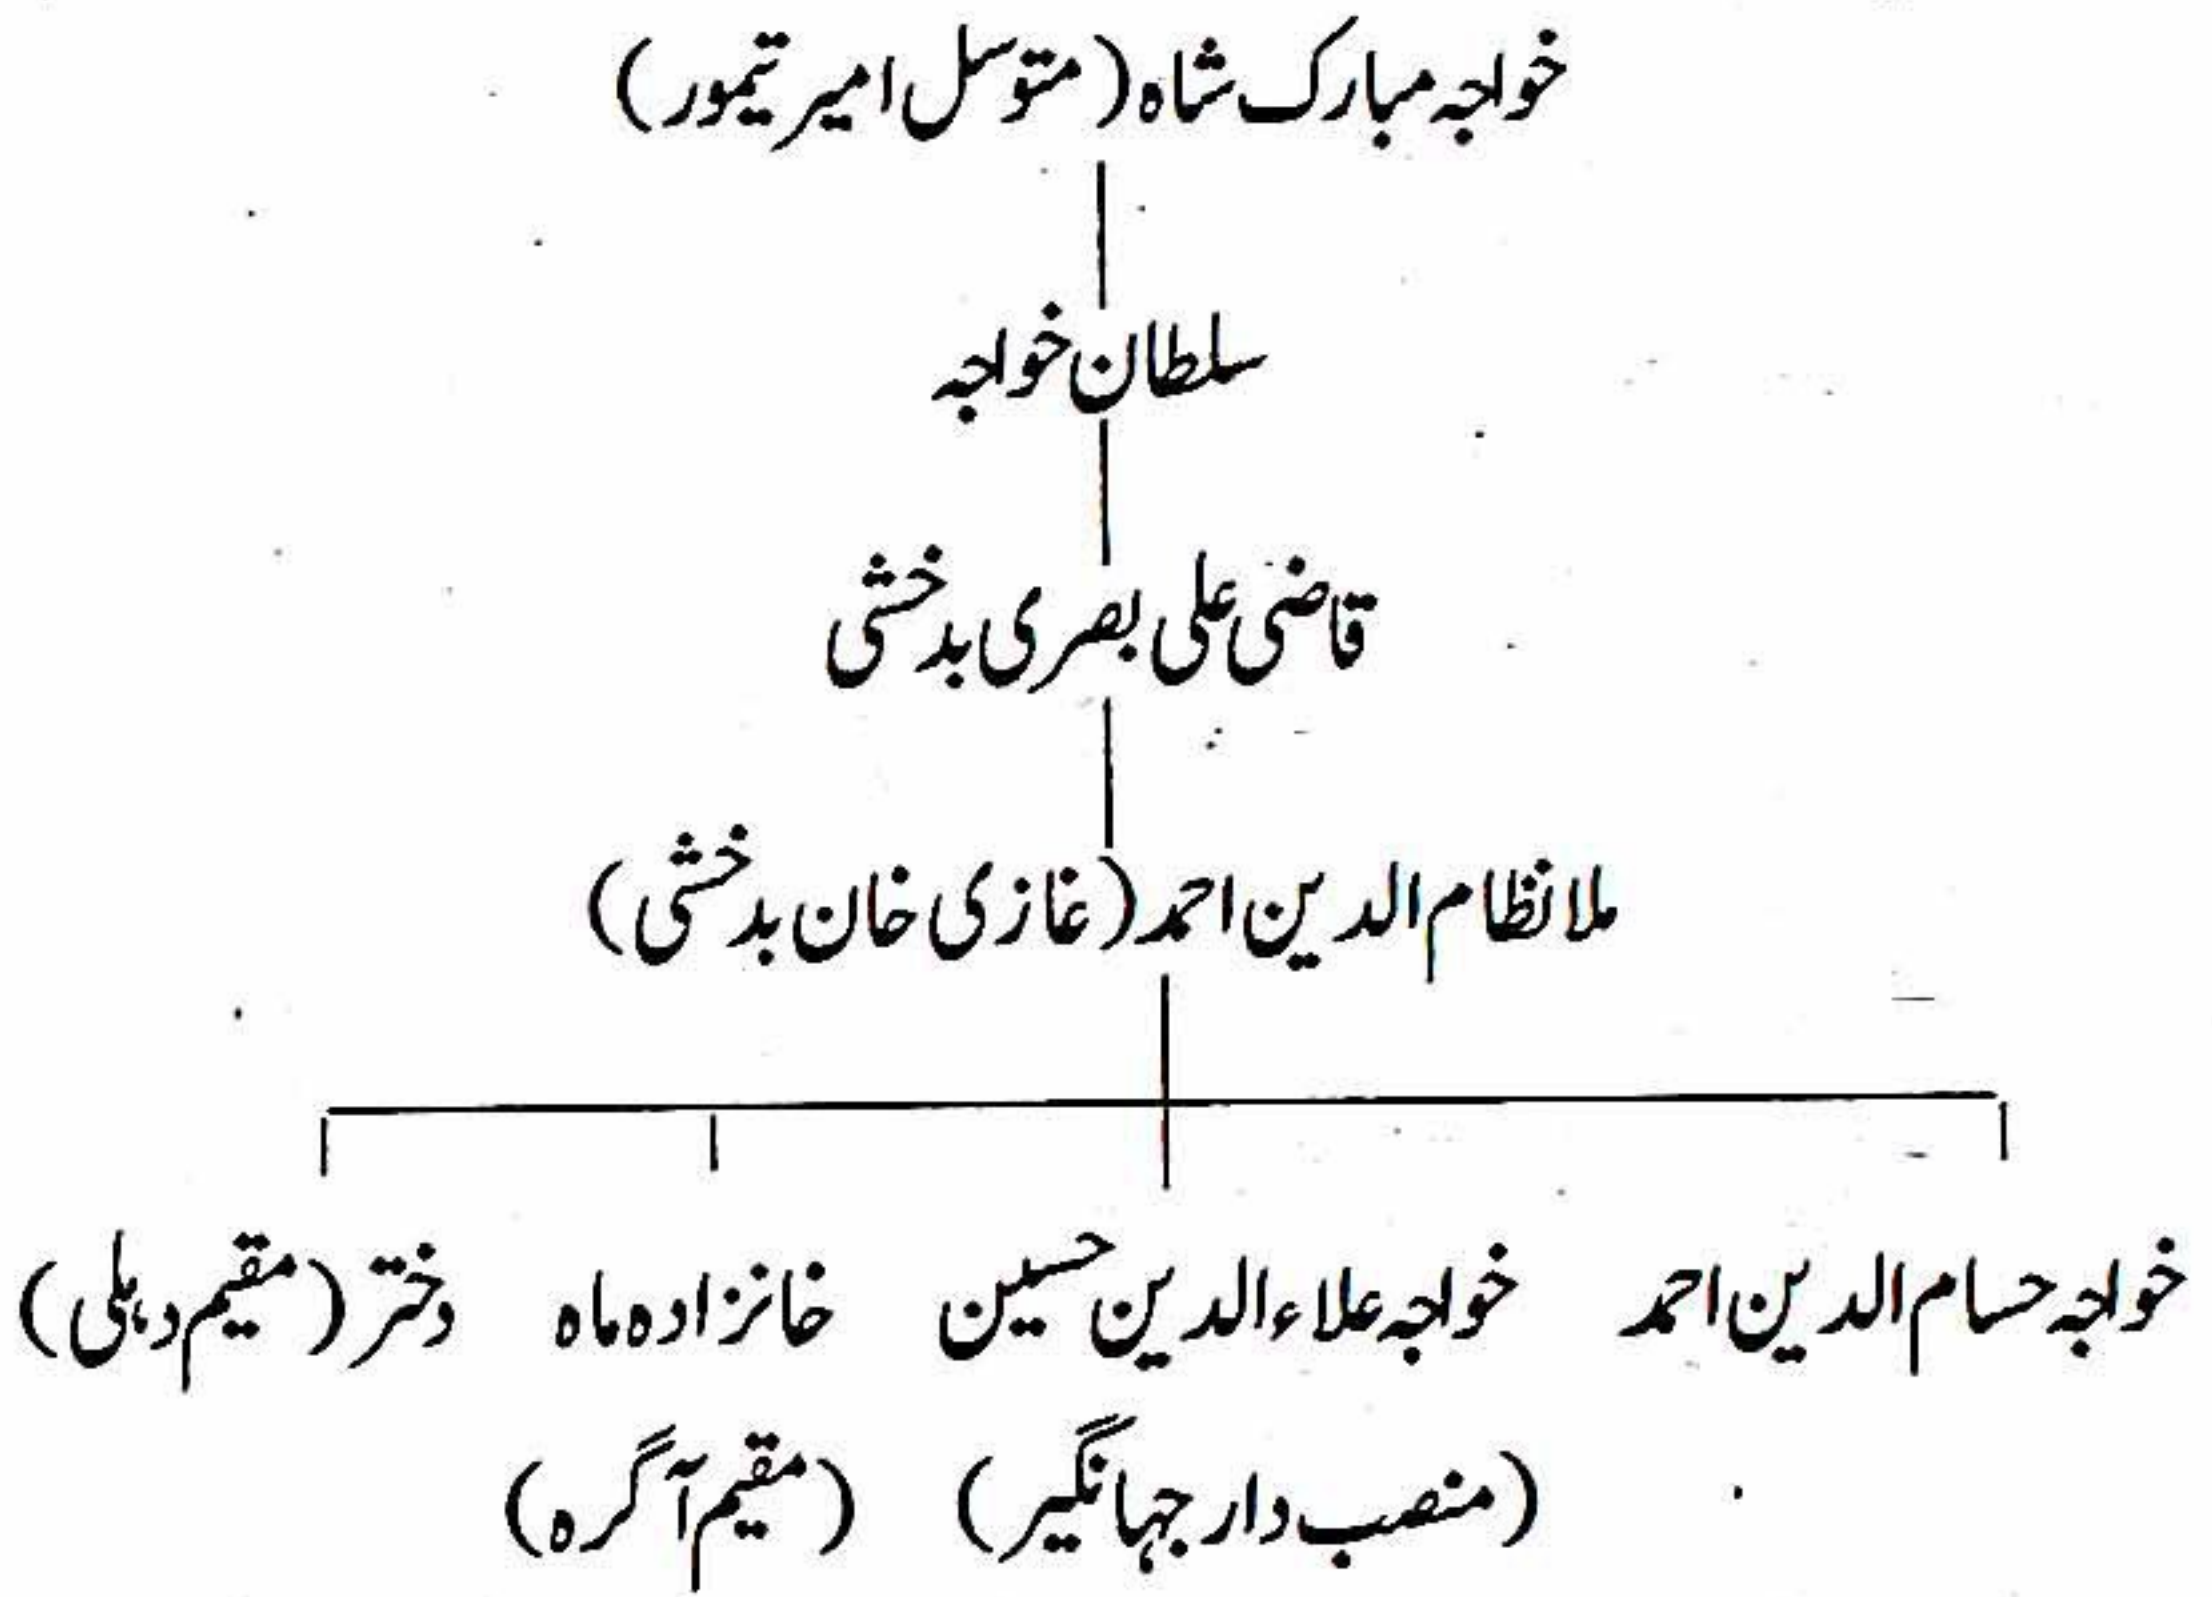 خواجہ مبارک شاہ (متوسل امیر تیمور)
سلطان خواجہ
قاضی علی بصری بدخشی
ملا نظام الدین احمد (غازی خان بدخشی)
خواجہ حسام الدین احمد خواجہ علاء الدین حسین خانزادہ ماہ دختر (مقیم دہلی)
(منصب دار جہانگیر) (مقیم آگرہ)